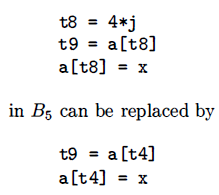 t8 = 4*j
t9 = a[t8]
a[t8] = x
in B₅ can be replaced by
t9 = a[t4]
a[t4] = x